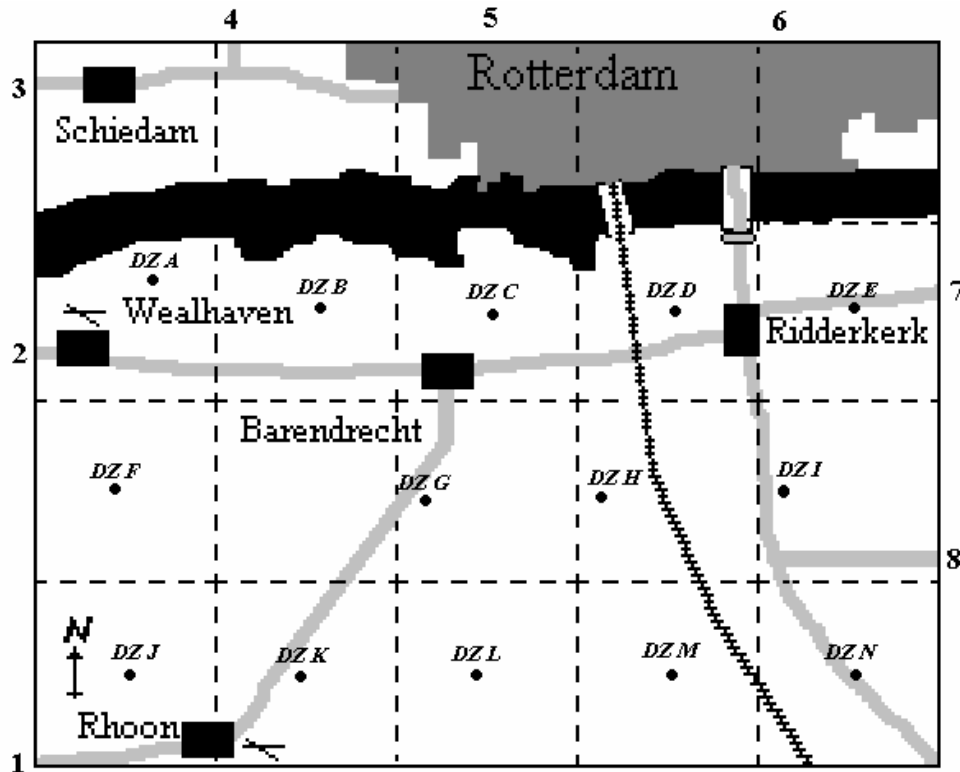 4 5 6
3
Rotterdam
Schiedam
DZ A
DZ B DZ C DZ D DZ E
7
Wealhaven
Ridderkerk
2
Barendrecht
DZ F
DZ G DZ H DZ I
8
N
DZ J DZ K DZ L DZ M DZ N
Rhoon
1